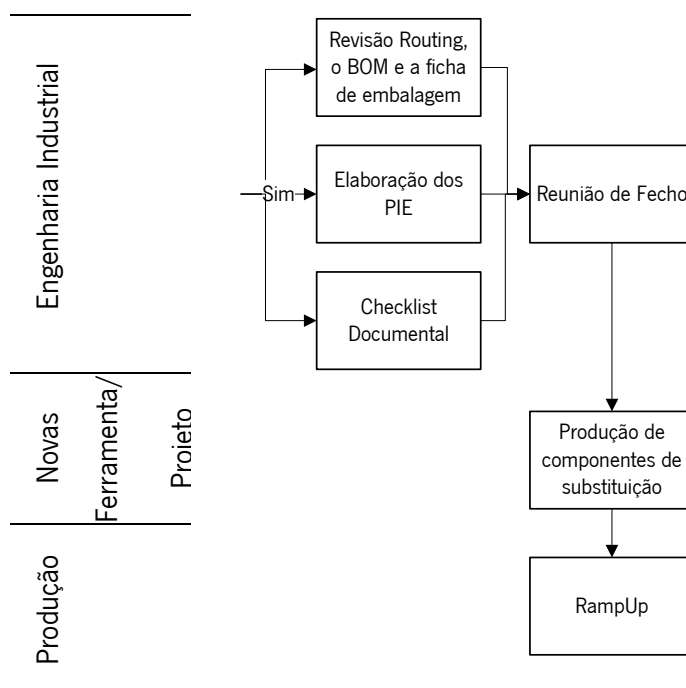 Engenharia Industrial
Revisão Routing,
o BOM e a ficha
de embalagem
Sim
Elaboração dos
PIE
Reunião de Fecho
Checklist
Documental
Novas
Ferramenta/
Projeto
Produção de
componentes de
substituição
Produção
RampUp